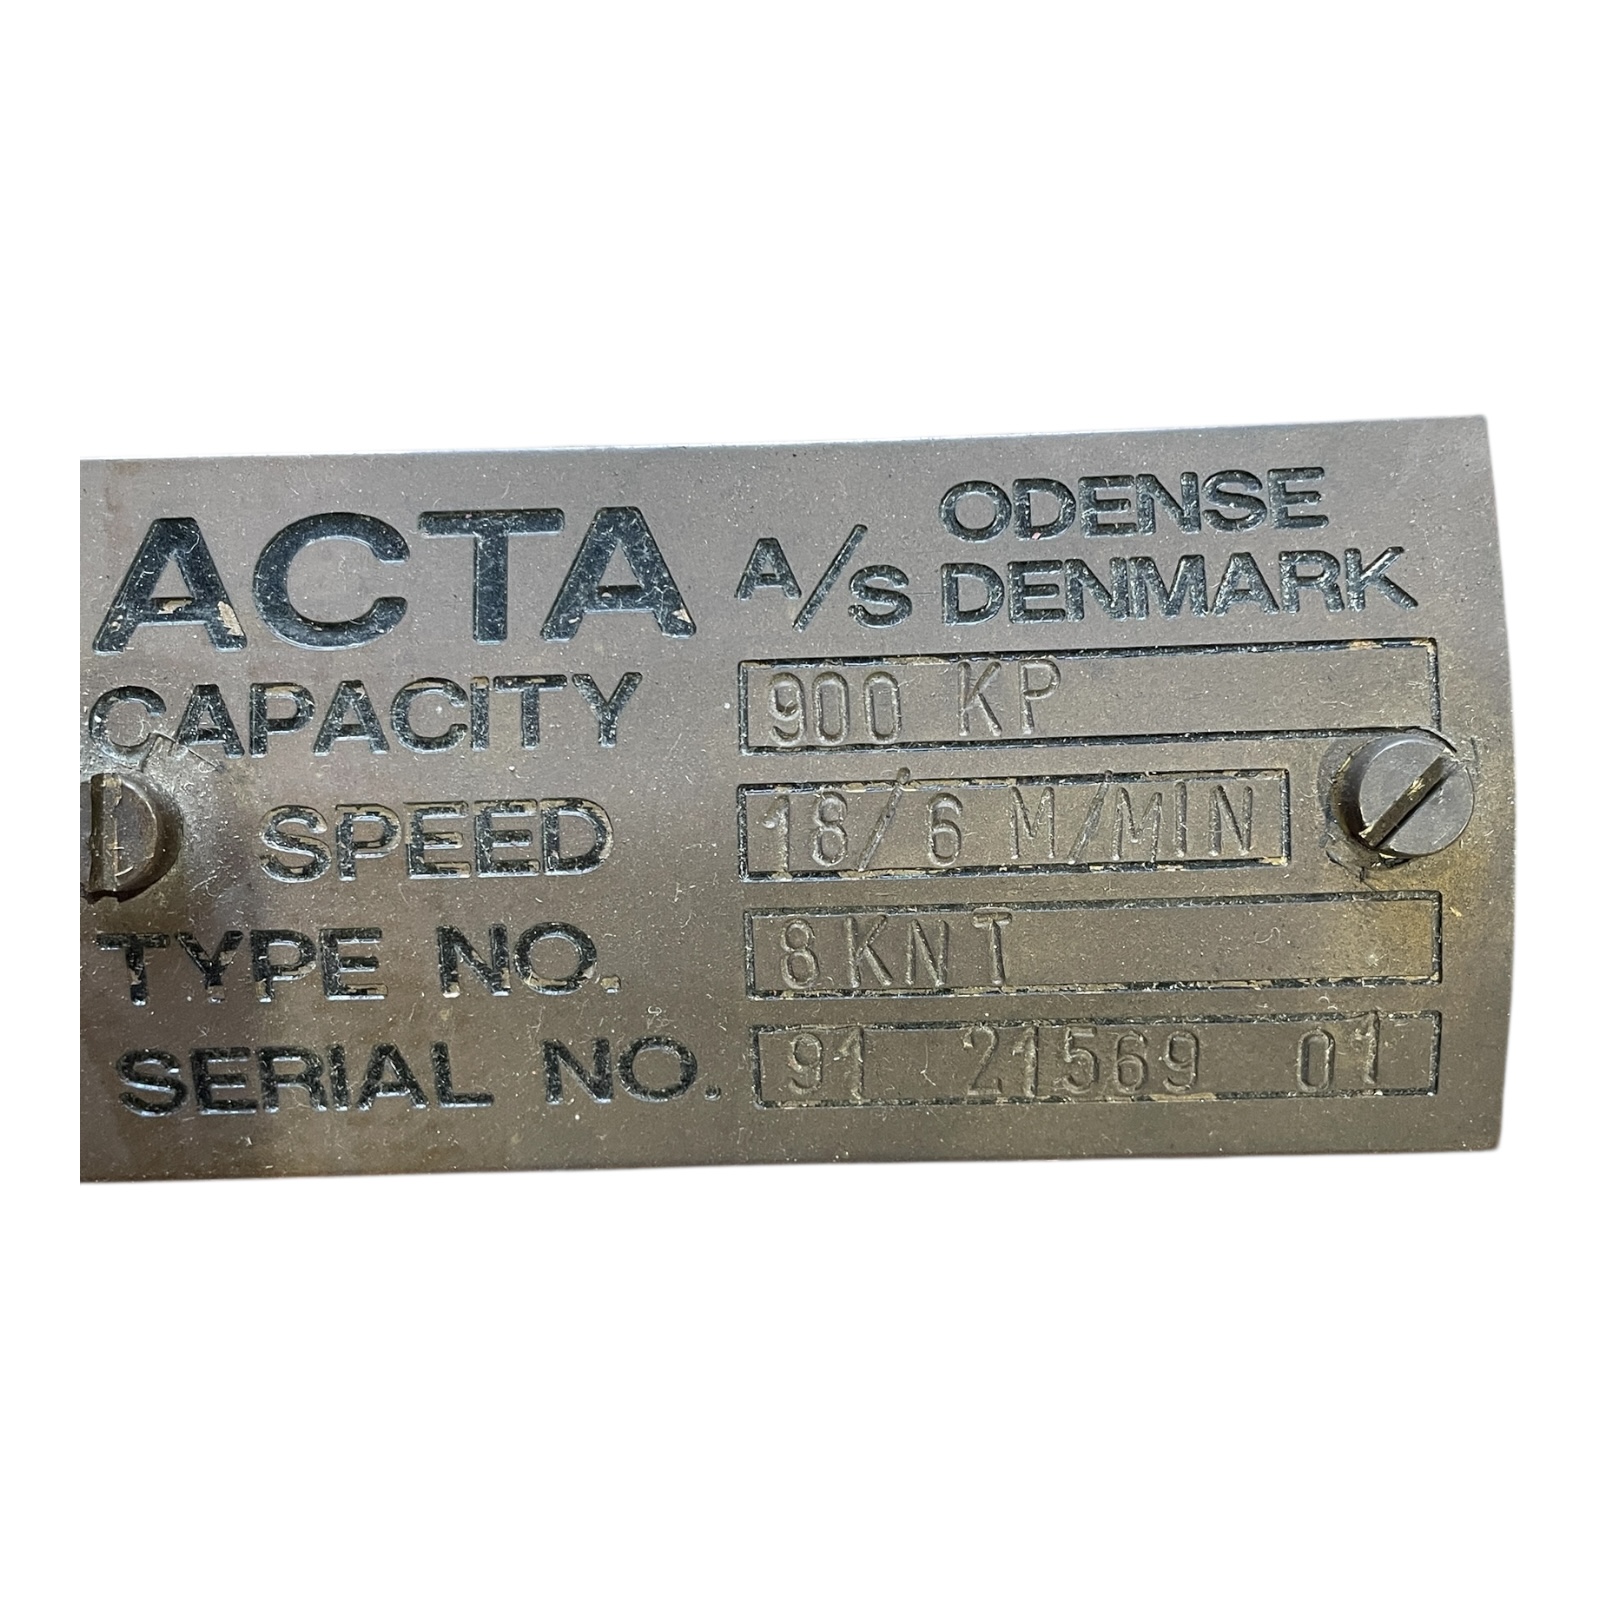 ACTA A/S ODENSE
DENMARK
CAPACITY 900 KP
SPEED 18/6 M/MIN
TYPE NO. 8KNT
SERIAL NO. 91 21569 01